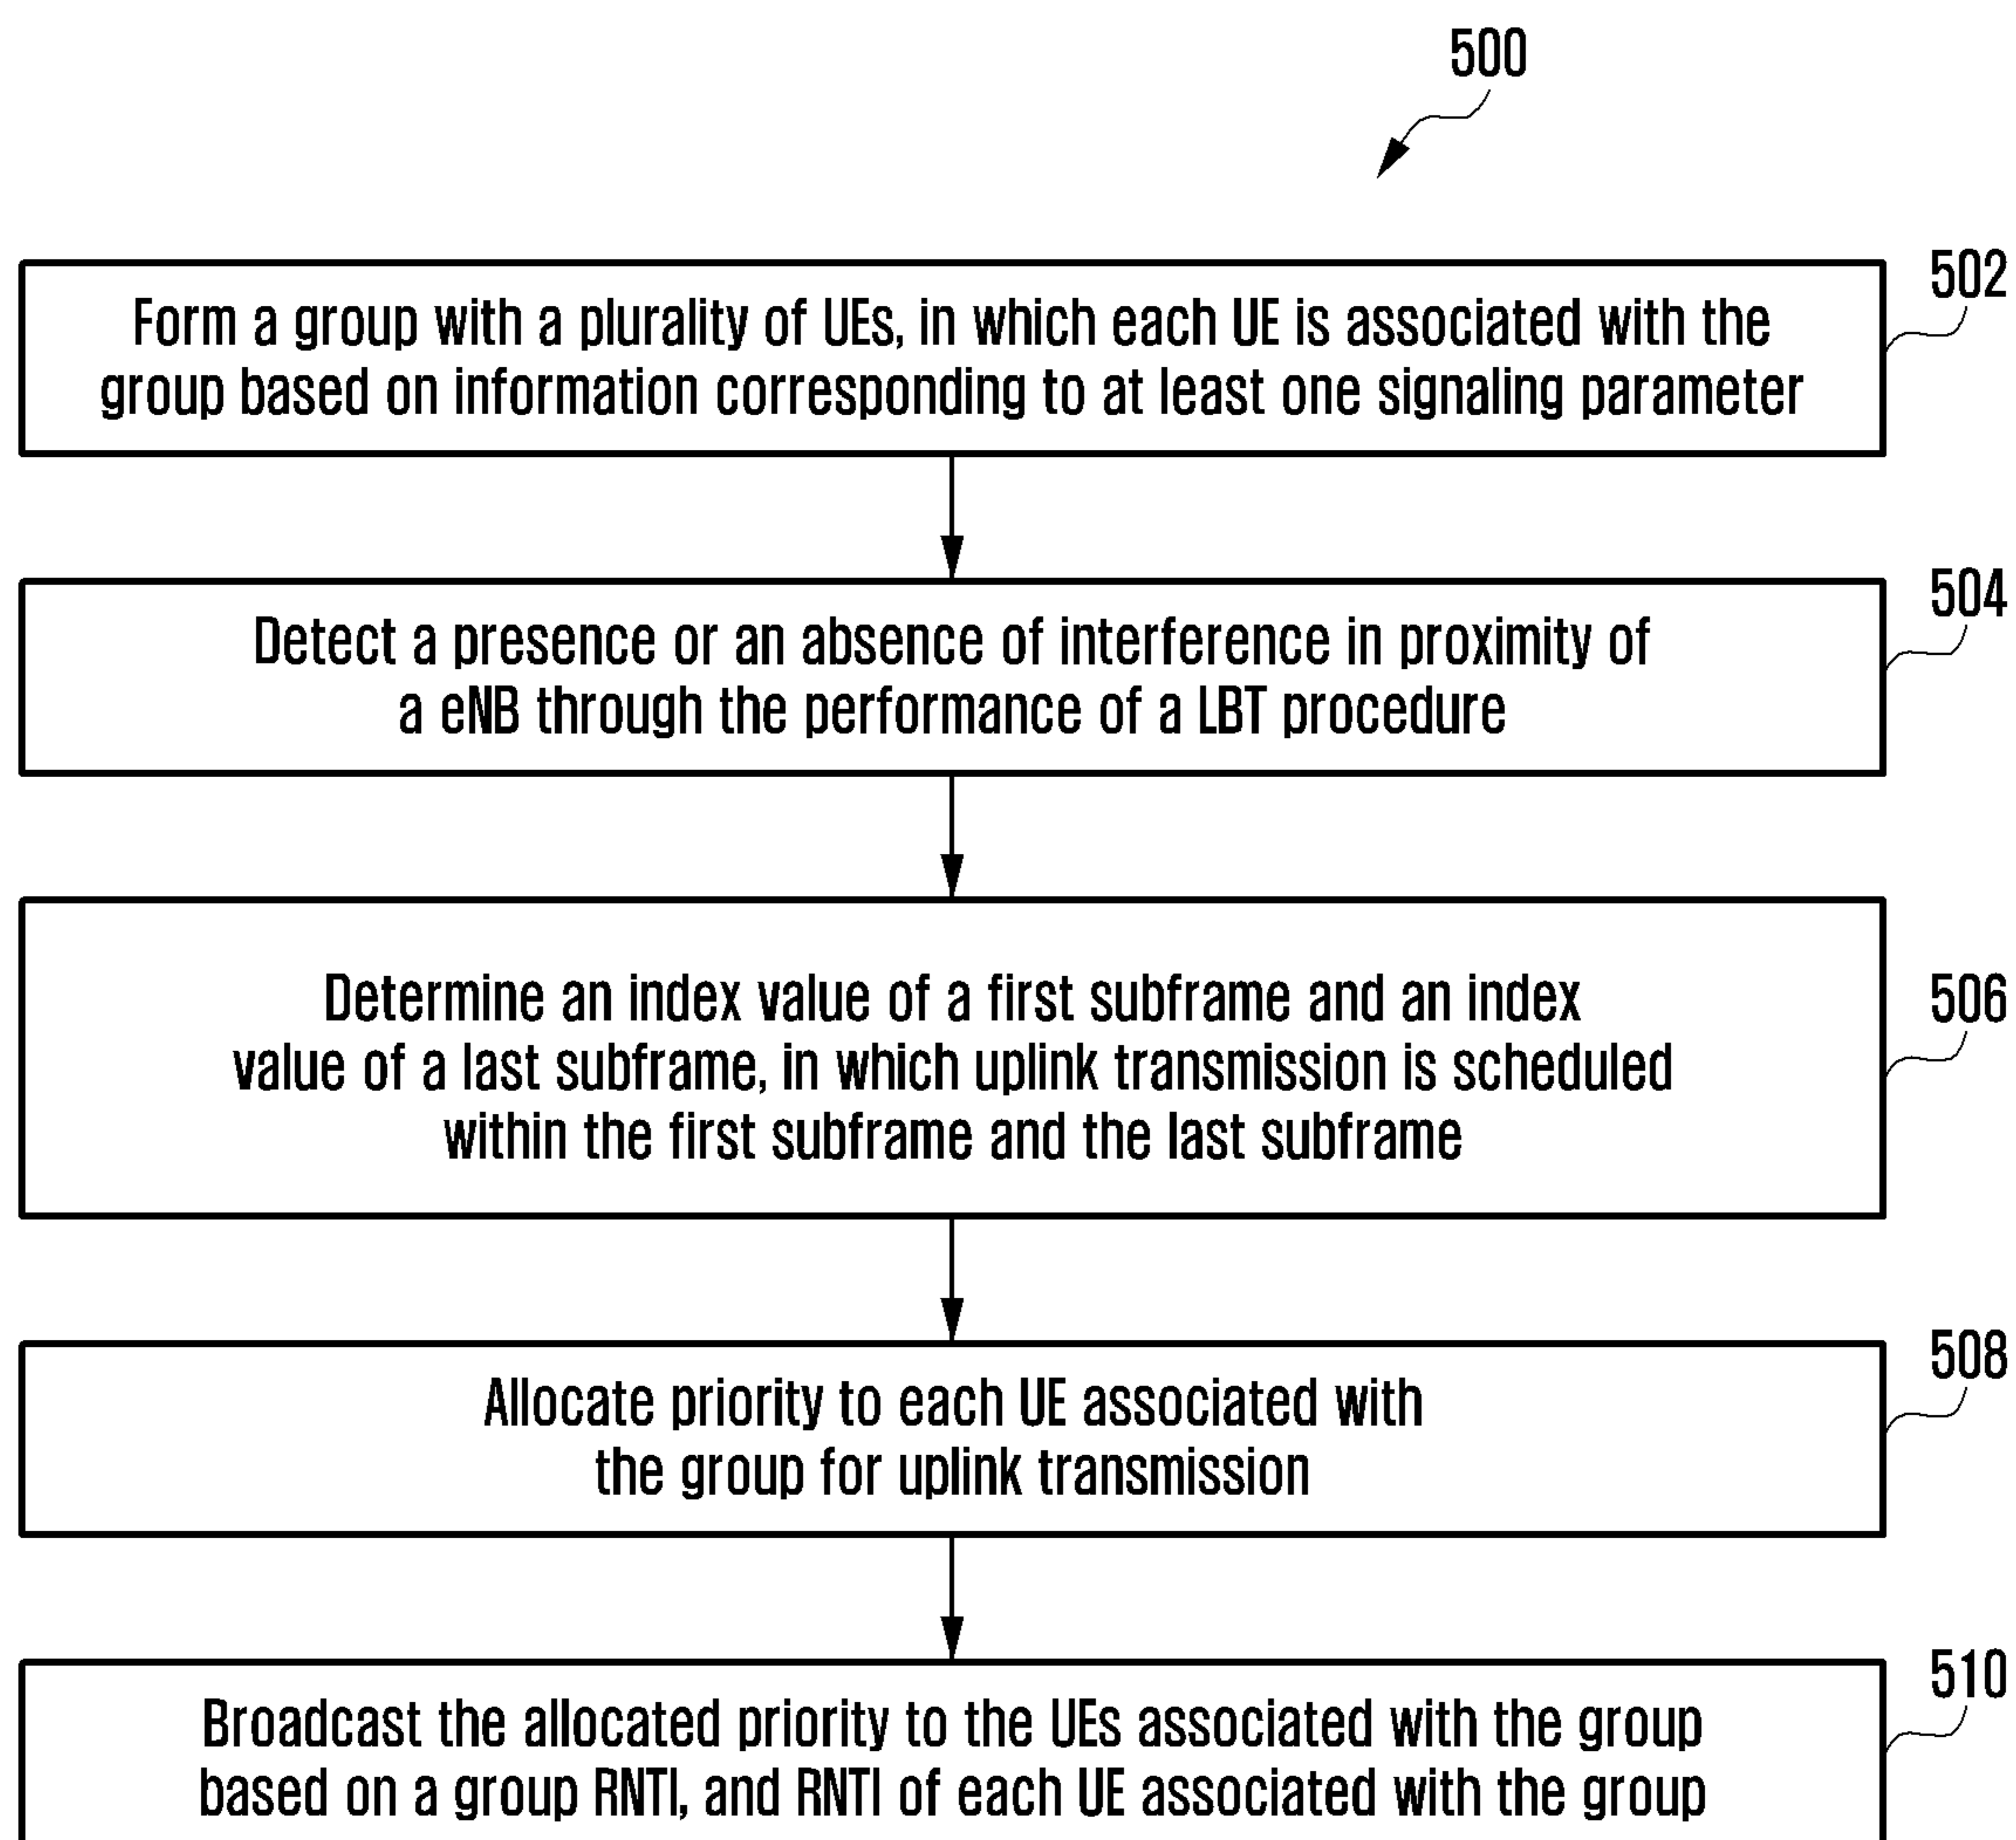 500
502
Form a group with a plurality of UEs, in which each UE is associated with the
group based on information corresponding to at least one signaling parameter
504
Detect a presence or an absence of interference in proximity of
a eNB through the performance of a LBT procedure
506
Determine an index value of a first subframe and an index
value of a last subframe, in which uplink transmission is scheduled
within the first subframe and the last subframe
508
Allocate priority to each UE associated with
the group for uplink transmission
510
Broadcast the allocated priority to the UEs associated with the group
based on a group RNTI, and RNTI of each UE associated with the group